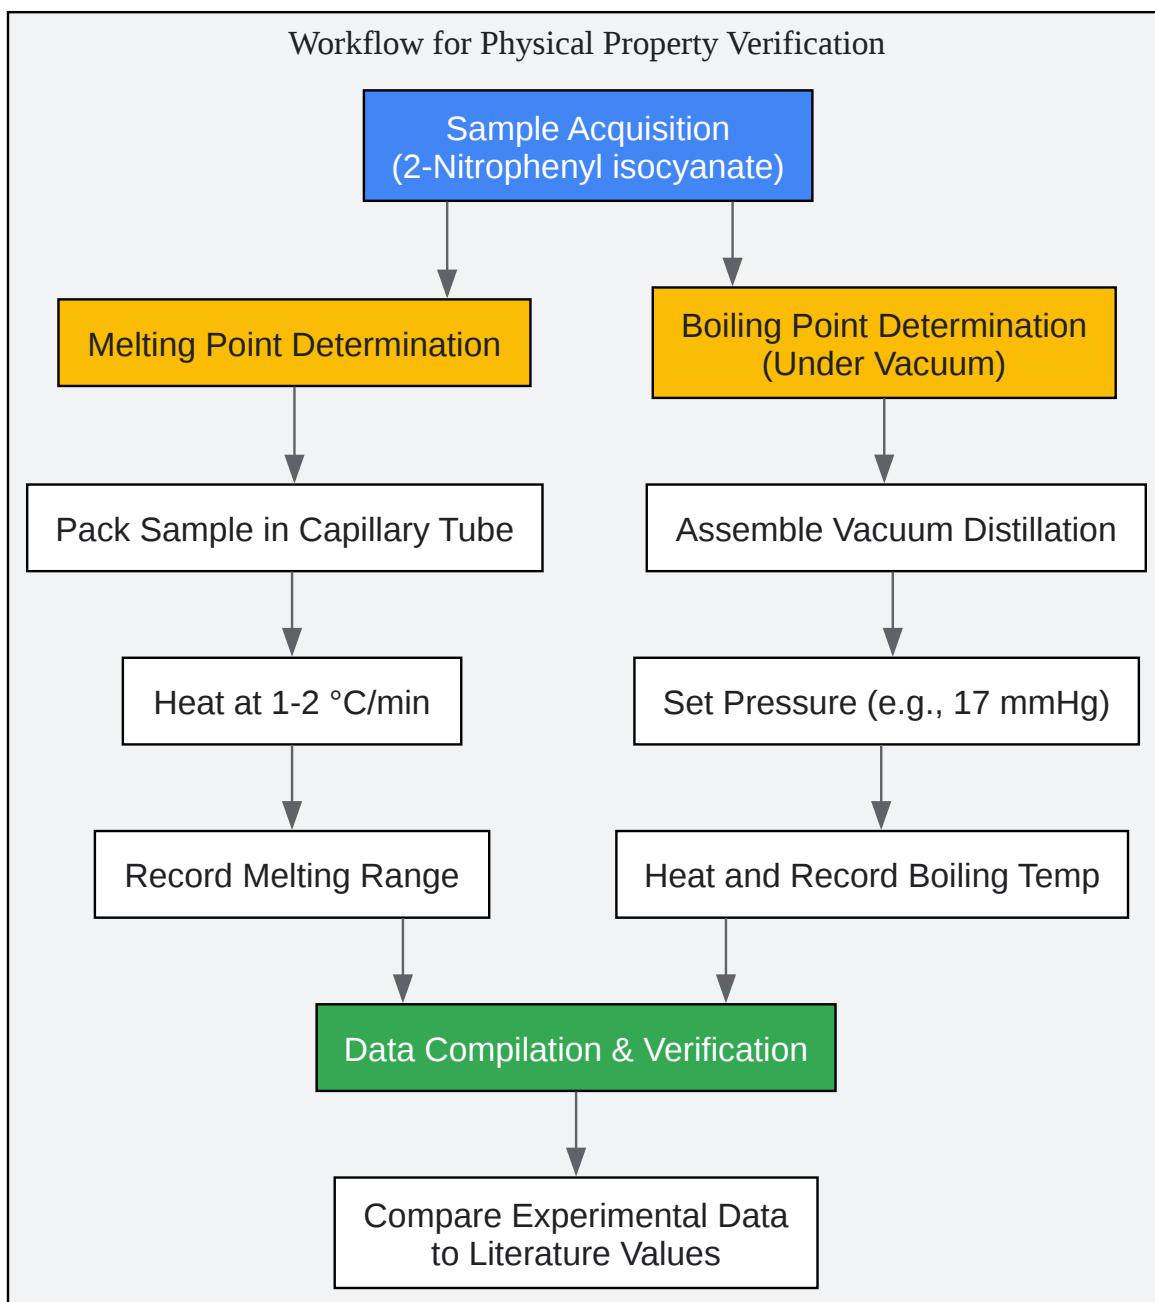 Workflow for Physical Property Verification
Sample Acquisition
(2-Nitrophenyl isocyanate)
Melting Point Determination
Boiling Point Determination
(Under Vacuum)
Pack Sample in Capillary Tube
Assemble Vacuum Distillation
Heat at 1-2 °C/min
Set Pressure (e.g., 17 mmHg)
Record Melting Range
Heat and Record Boiling Temp
Data Compilation & Verification
Compare Experimental Data
to Literature Values